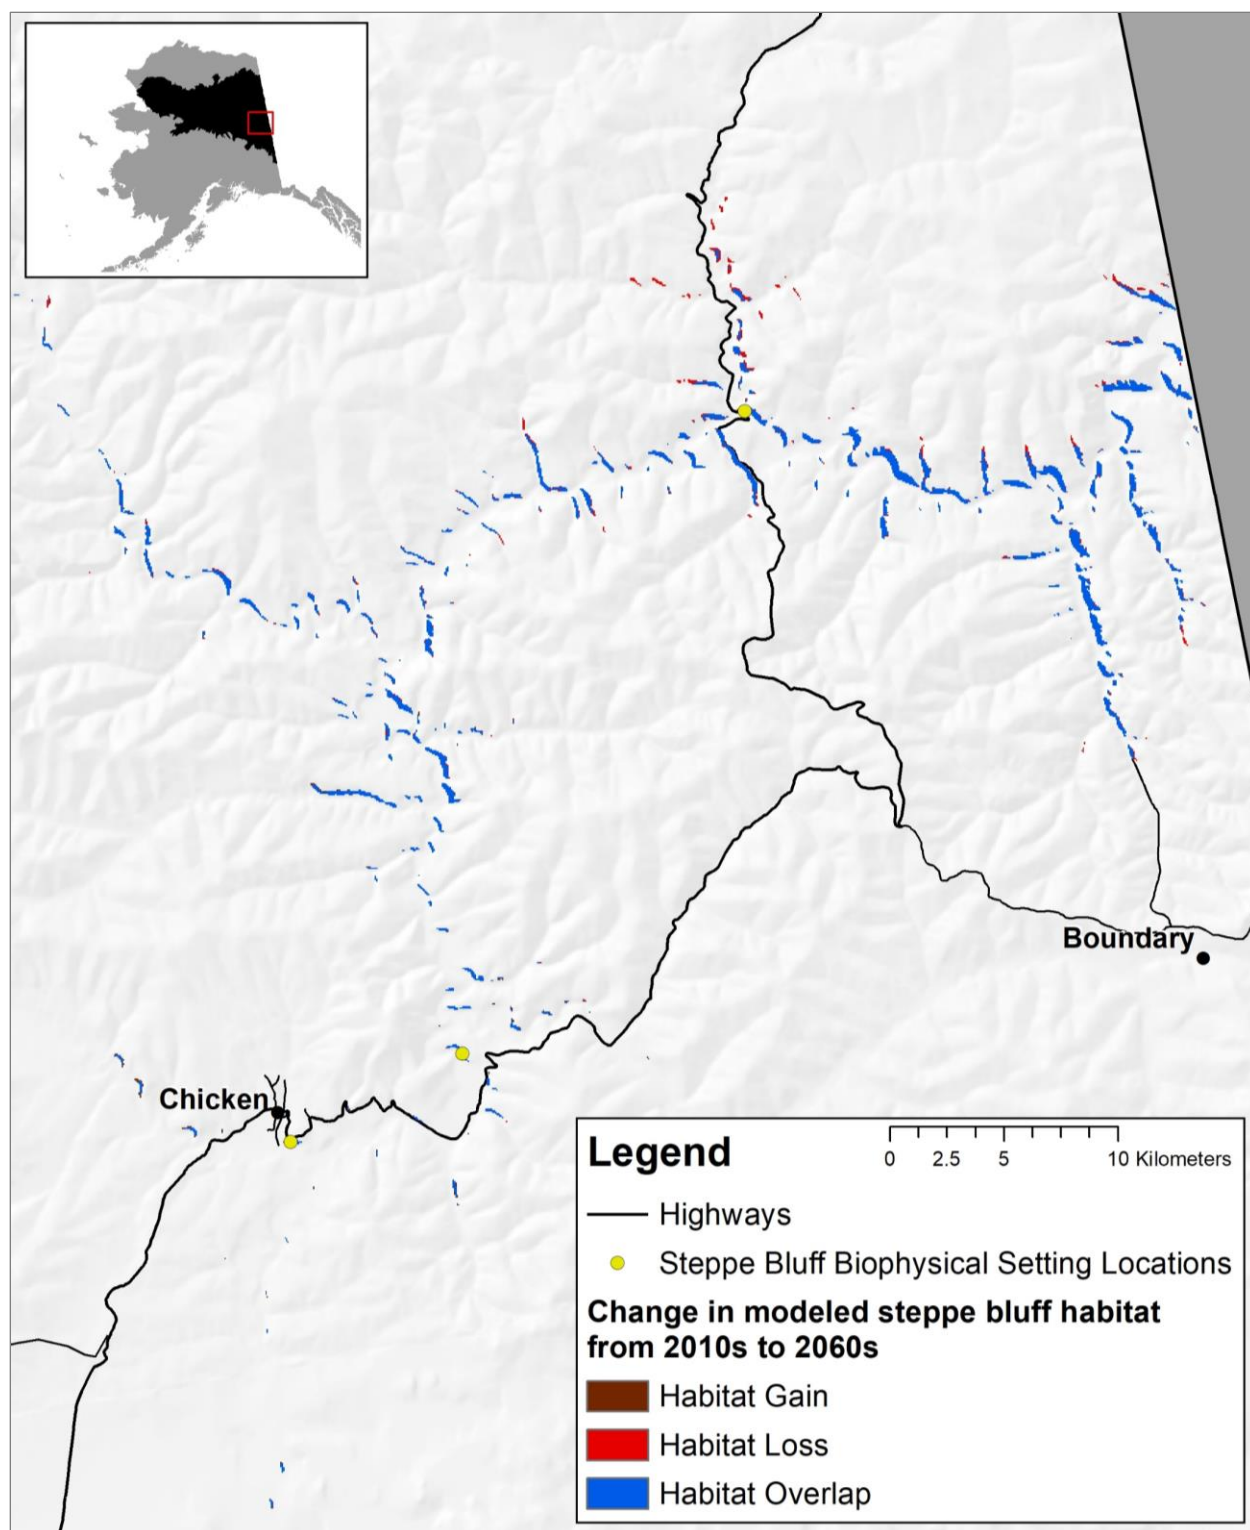 Boundary
Chicken
Legend
0 2.5 5 10 Kilometers
Highways
Steppe Bluff Biophysical Setting Locations
Change in modeled steppe bluff habitat
from 2010s to 2060s
Habitat Gain
Habitat Loss
Habitat Overlap